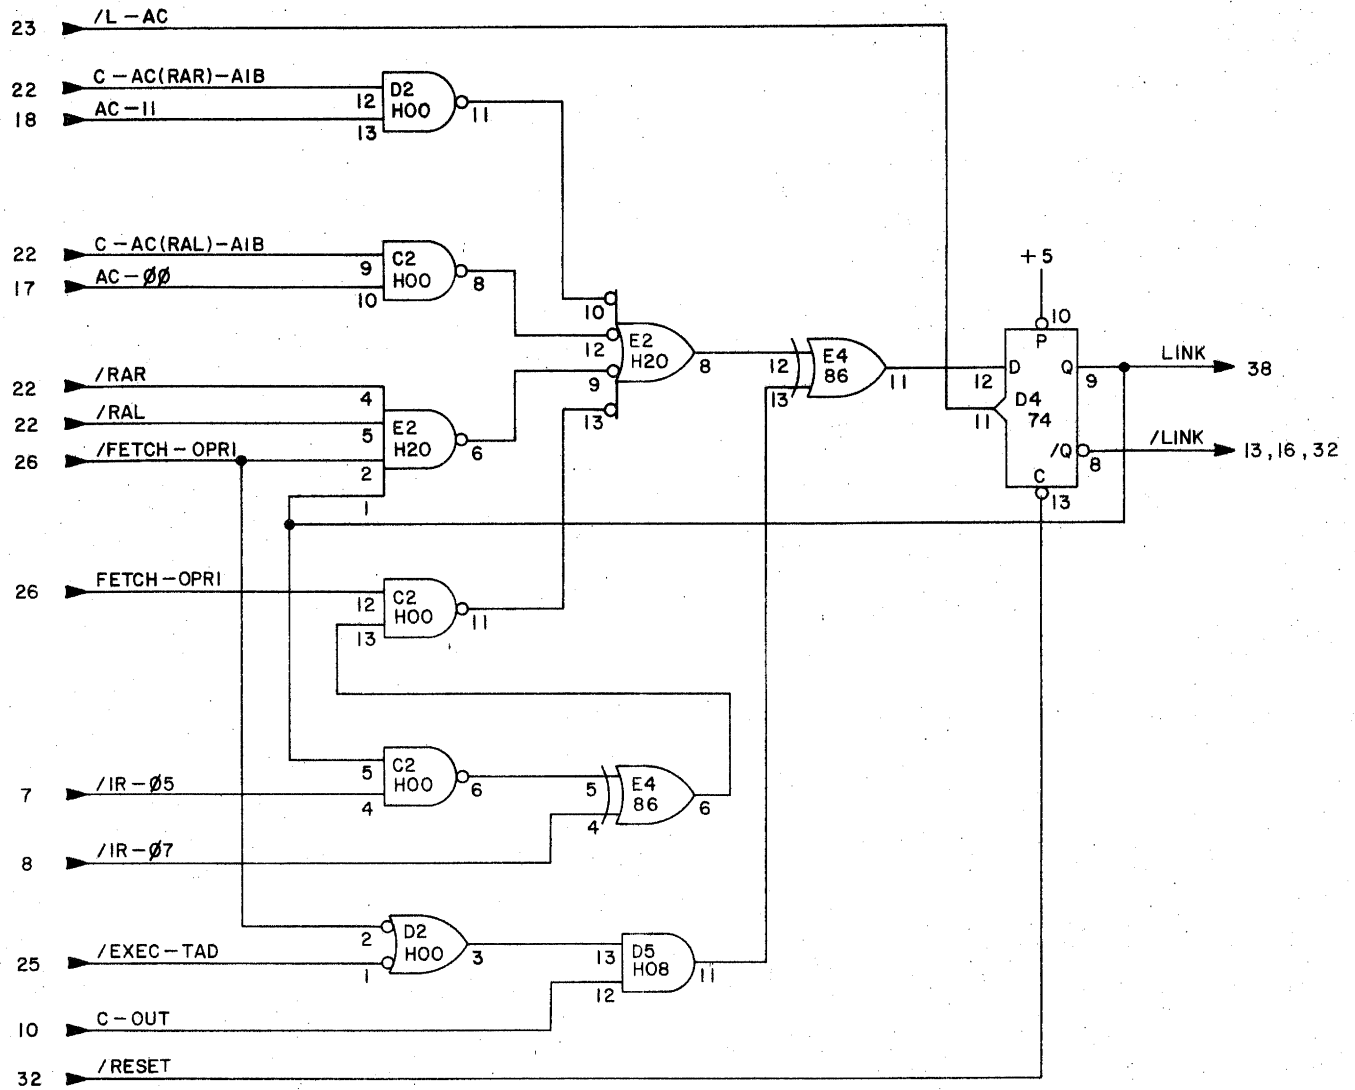 23 /L-AC
22 C-AC(RAR)-AIB
18 AC-11
12
13
D2
H00
11
22 C-AC(RAL)-AIB
17 AC-ØØ
9
10
C2
H00
8
22 /RAR
22 /RAL
26 /FETCH-OPR1
4
5
2
1
E2
H20
6
10
12
9
13
E2
H20
8
12
13
E4
86
11
+5
10
P
12 D
Q 9
D4
74
11
/Q 8
C
13
LINK 38
/LINK 13,16,32
26 FETCH-OPR1
12
13
C2
H00
11
7 /IR-Ø5
5
4
C2
H00
6
8 /IR-Ø7
5
4
E4
86
6
25 /EXEC-TAD
2
1
D2
H00
3
13
12
D5
H08
11
10 C-OUT
32 /RESET